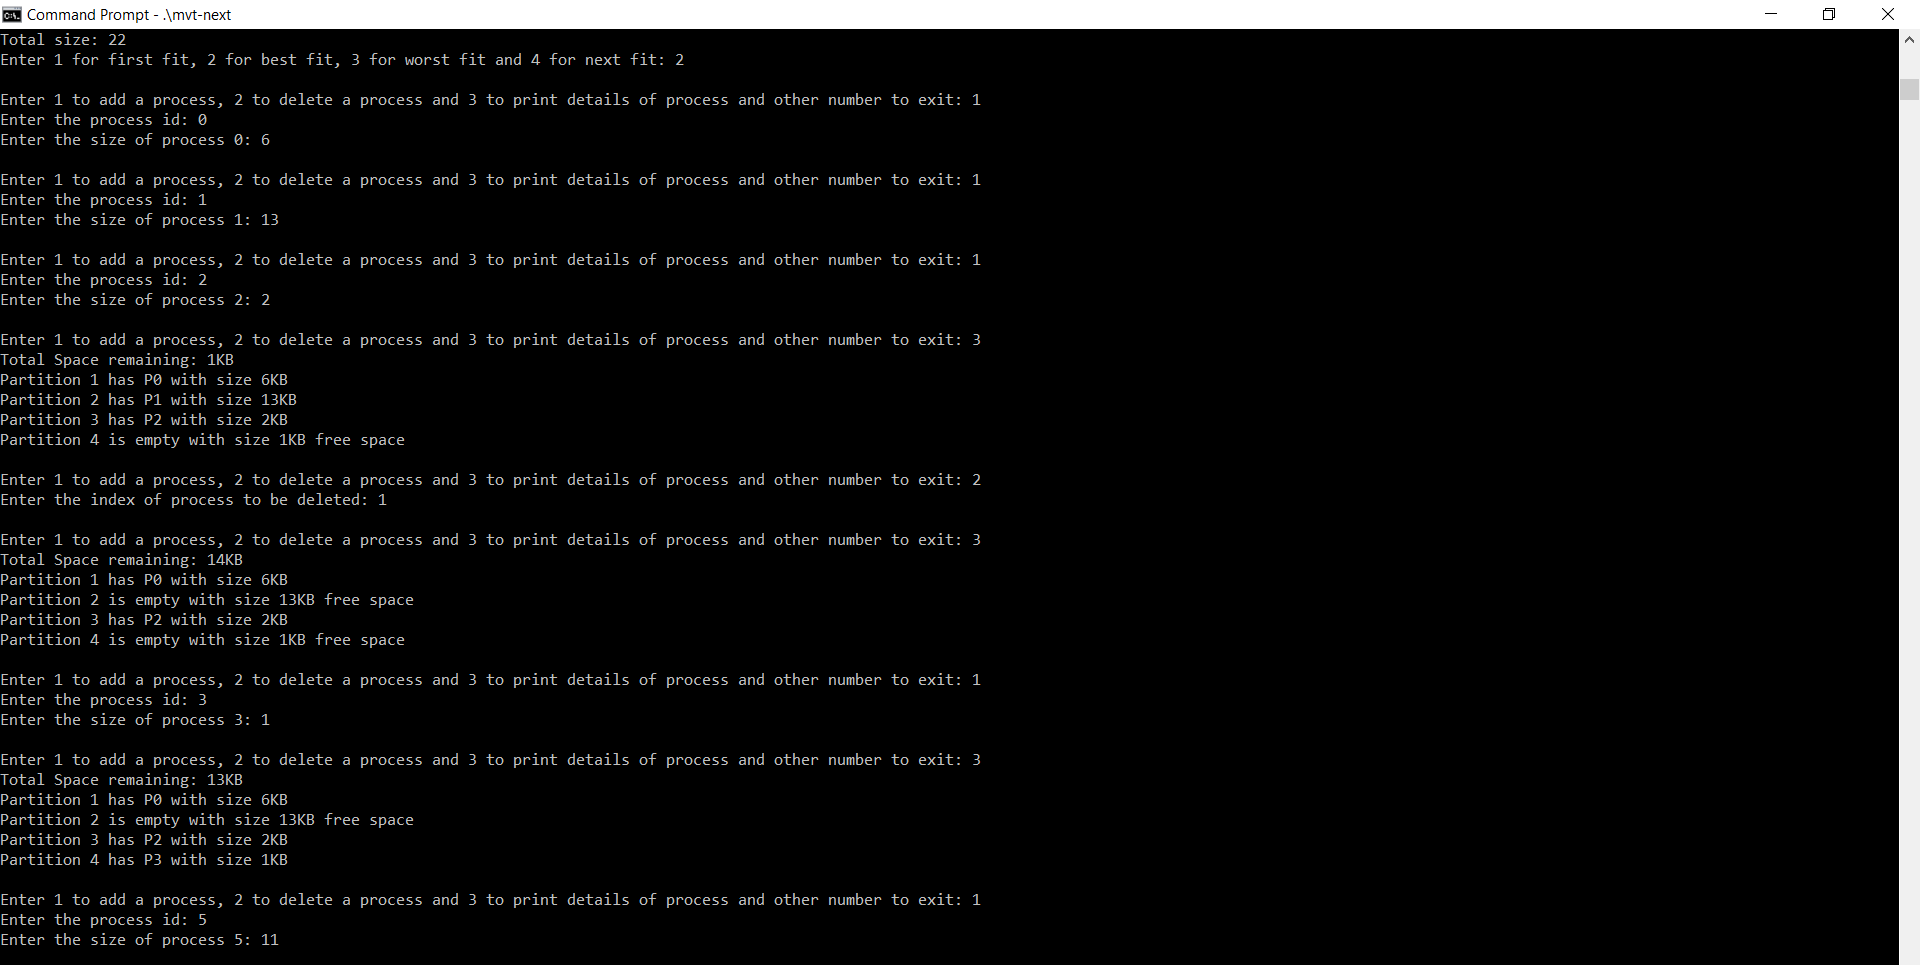 Command Prompt - .\mvt-next
Total size: 22
Enter 1 for first fit, 2 for best fit, 3 for worst fit and 4 for next fit: 2
Enter 1 to add a process, 2 to delete a process and 3 to print details of process and other number to exit: 1
Enter the process id: 0
Enter the size of process 0: 6
Enter 1 to add a process, 2 to delete a process and 3 to print details of process and other number to exit: 1
Enter the process id: 1
Enter the size of process 1: 13
Enter 1 to add a process, 2 to delete a process and 3 to print details of process and other number to exit: 1
Enter the process id: 2
Enter the size of process 2: 2
Enter 1 to add a process, 2 to delete a process and 3 to print details of process and other number to exit: 3
Total Space remaining: 1KB
Partition 1 has P0 with size 6KB
Partition 2 has P1 with size 13KB
Partition 3 has P2 with size 2KB
Partition 4 is empty with size 1KB free space
Enter 1 to add a process, 2 to delete a process and 3 to print details of process and other number to exit: 2
Enter the index of process to be deleted: 1
Enter 1 to add a process, 2 to delete a process and 3 to print details of process and other number to exit: 3
Total Space remaining: 14KB
Partition 1 has P0 with size 6KB
Partition 2 is empty with size 13KB free space
Partition 3 has P2 with size 2KB
Partition 4 is empty with size 1KB free space
Enter 1 to add a process, 2 to delete a process and 3 to print details of process and other number to exit: 1
Enter the process id: 3
Enter the size of process 3: 1
Enter 1 to add a process, 2 to delete a process and 3 to print details of process and other number to exit: 3
Total Space remaining: 13KB
Partition 1 has P0 with size 6KB
Partition 2 is empty with size 13KB free space
Partition 3 has P2 with size 2KB
Partition 4 has P3 with size 1KB
Enter 1 to add a process, 2 to delete a process and 3 to print details of process and other number to exit: 1
Enter the process id: 5
Enter the size of process 5: 11